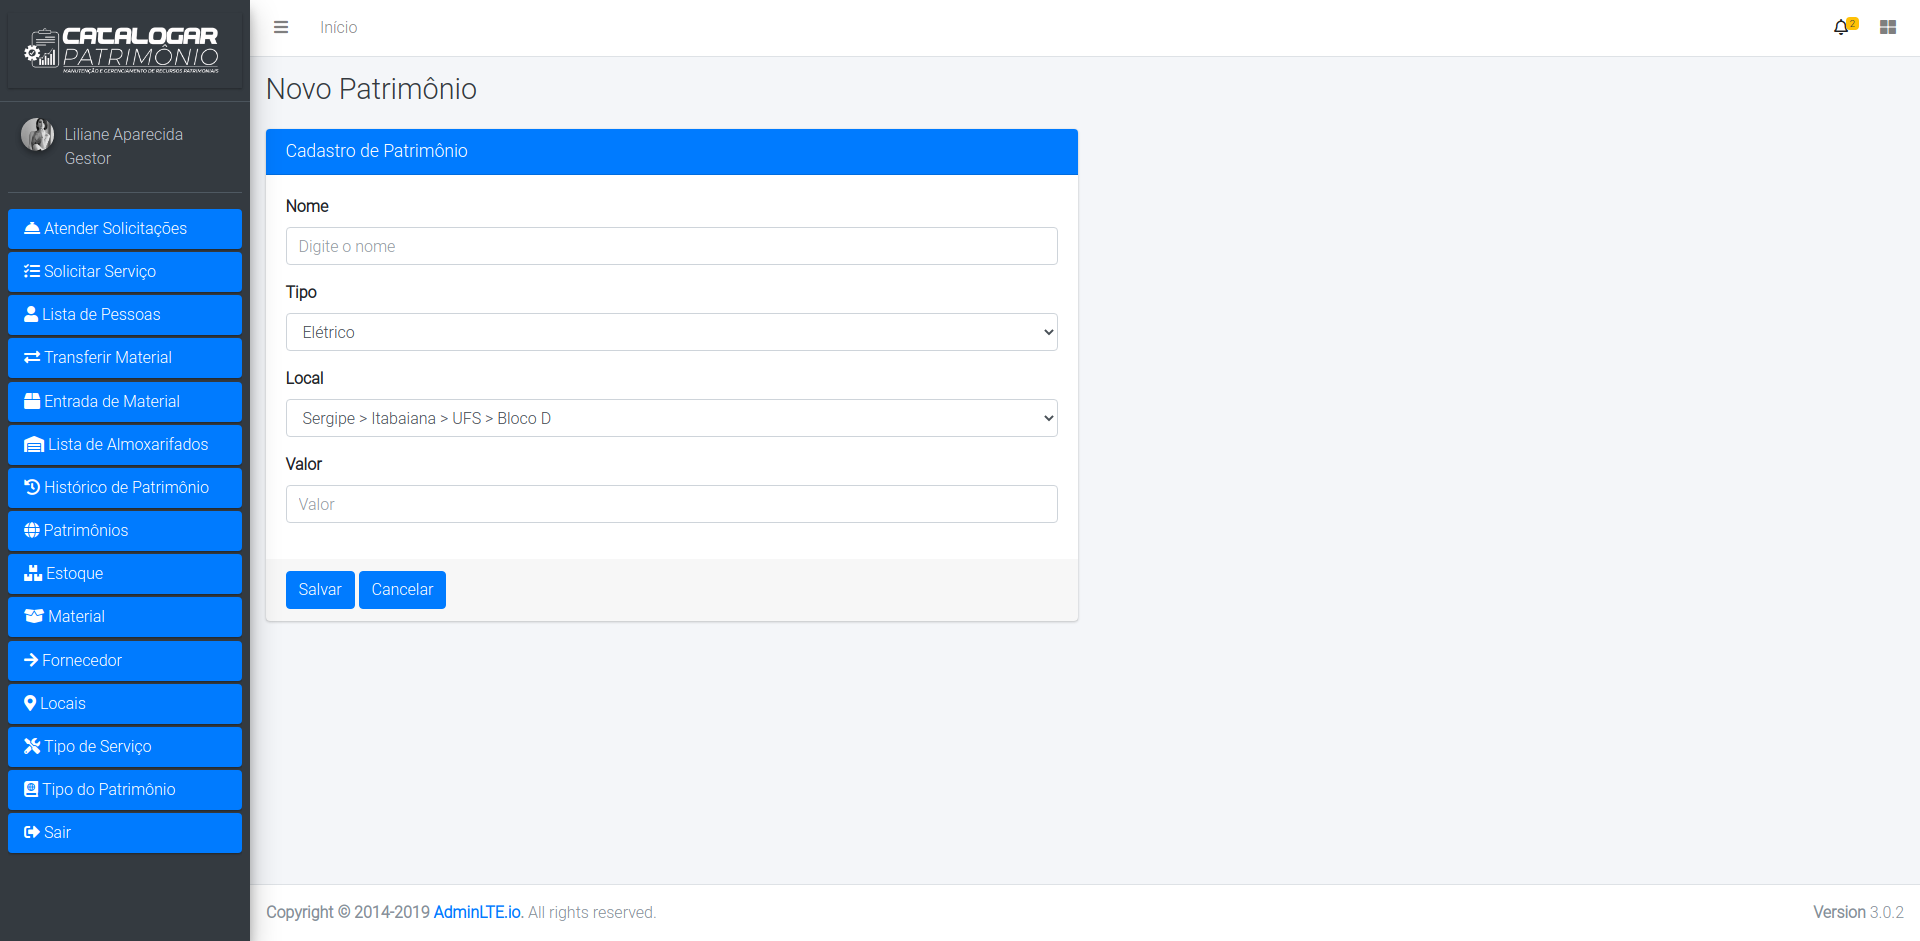 CATALOGAR
PATRIMÔNIO
MANUTENÇÃO E GERENCIAMENTO DE RECURSOS PATRIMONIAIS
Liliane Aparecida
Gestor
Atender Solicitações
Solicitar Serviço
Lista de Pessoas
Transferir Material
Entrada de Material
Lista de Almoxarifados
Histórico de Patrimônio
Patrimônios
Estoque
Material
Fornecedor
Locais
Tipo de Serviço
Tipo do Patrimônio
Sair
Início
2
Novo Patrimônio
Cadastro de Patrimônio
Nome
Digite o nome
Tipo
Elétrico
Local
Sergipe > Itabaiana > UFS > Bloco D
Valor
Valor
Salvar Cancelar
Copyright © 2014-2019 AdminLTE.io. All rights reserved.
Version 3.0.2